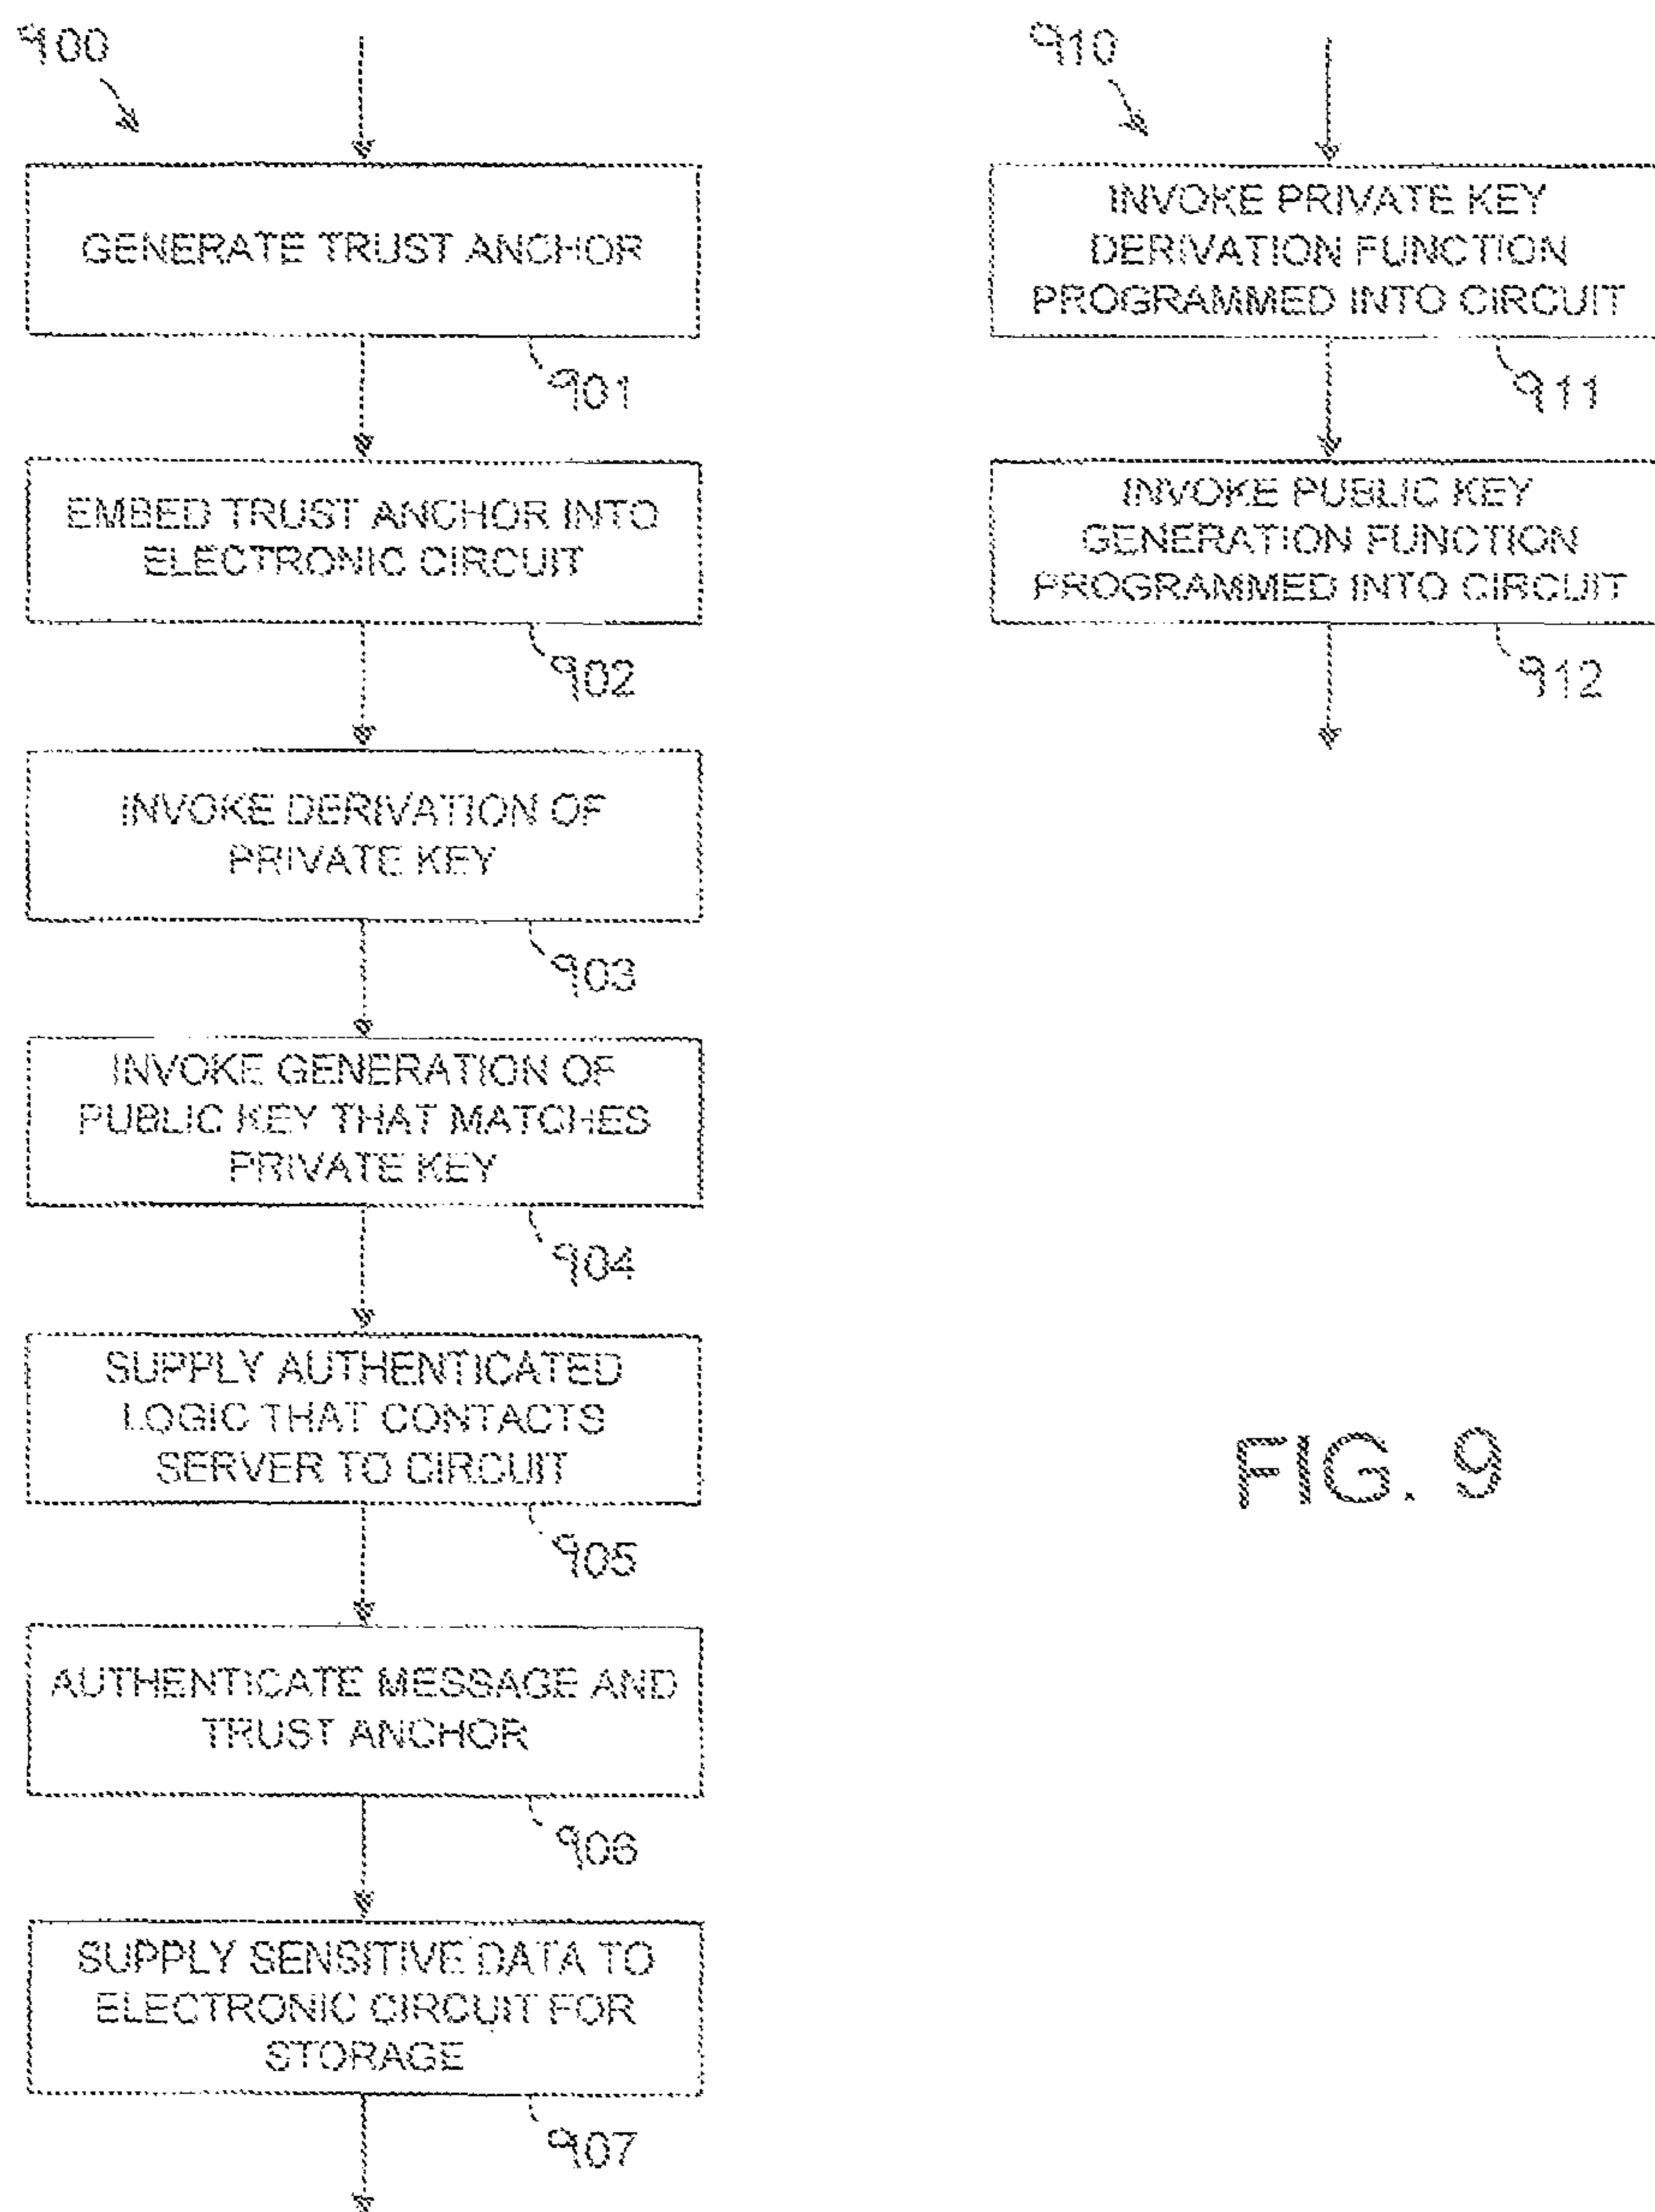 900
GENERATE TRUST ANCHOR
901
EMBED TRUST ANCHOR INTO
ELECTRONIC CIRCUIT
902
INVOKE DERIVATION OF
PRIVATE KEY
903
INVOKE GENERATION OF
PUBLIC KEY THAT MATCHES
PRIVATE KEY
904
SUPPLY AUTHENTICATED
LOGIC THAT CONTACTS
SERVER TO CIRCUIT
905
AUTHENTICATE MESSAGE AND
TRUST ANCHOR
906
SUPPLY SENSITIVE DATA TO
ELECTRONIC CIRCUIT FOR
STORAGE
907
910
INVOKE PRIVATE KEY
DERIVATION FUNCTION
PROGRAMMED INTO CIRCUIT
911
INVOKE PUBLIC KEY
GENERATION FUNCTION
PROGRAMMED INTO CIRCUIT
912
FIG. 9